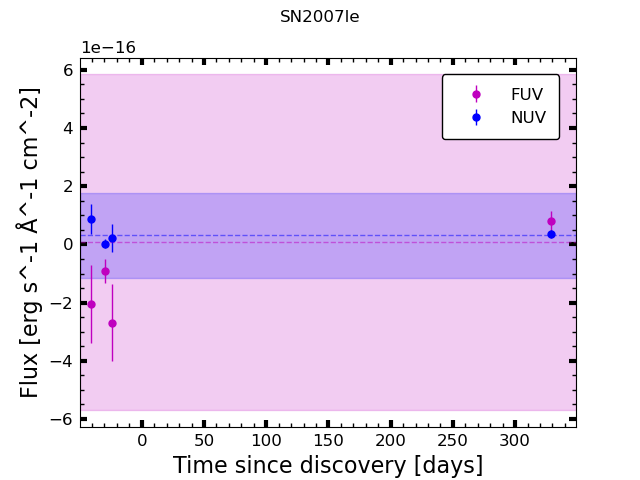 SN2007le
1e−16
6
4
2
0
−2
−4
−6
Flux [erg s^-1 Å^-1 cm^-2]
FUV
NUV
0 50 100 150 200 250 300
Time since discovery [days]